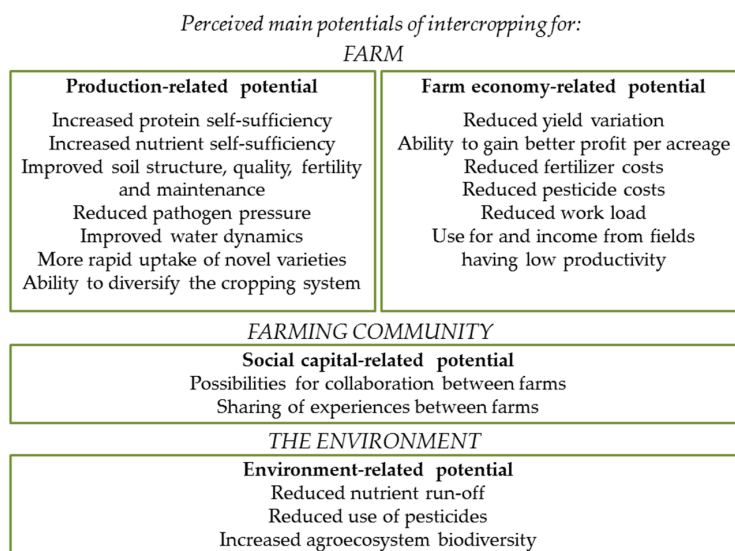 Perceived main potentials of intercropping for:
FARM
Production-related potential
Increased protein self-sufficiency
Increased nutrient self-sufficiency
Improved soil structure, quality, fertility
and maintenance
Reduced pathogen pressure
Improved water dynamics
More rapid uptake of novel varieties
Ability to diversify the cropping system
Farm economy-related potential
Reduced yield variation
Ability to gain better profit per acreage
Reduced fertilizer costs
Reduced pesticide costs
Reduced work load
Use for and income from fields
having low productivity
FARMING COMMUNITY
Social capital-related potential
Possibilities for collaboration between farms
Sharing of experiences between farms
THE ENVIRONMENT
Environment-related potential
Reduced nutrient run-off
Reduced use of pesticides
Increased agroecosystem biodiversity